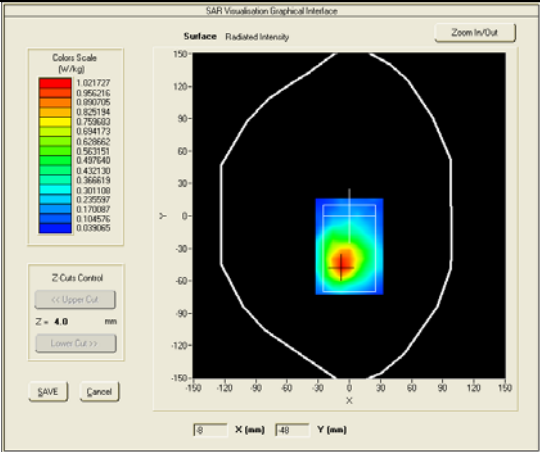 SAR Visualisation Graphical Interface
Surface Radiated Intensity
Zoom In/Out
Colors Scale
(W/kg)
1.021727
0.956216
0.890705
0.825194
0.759683
0.694173
0.628662
0.563151
0.497640
0.432130
0.366619
0.301108
0.235597
0.170087
0.104576
0.039065
150
120
90
60
30
0
-30
-60
-90
-120
-150
Y
-150 -120 -90 -60 -30 0 30 60 90 120 150
X
Z-Cuts Control
<< Upper Cut
Z = 4.0 mm
Lower Cut >>
SAVE Cancel
-8 X (mm) -48 Y (mm)